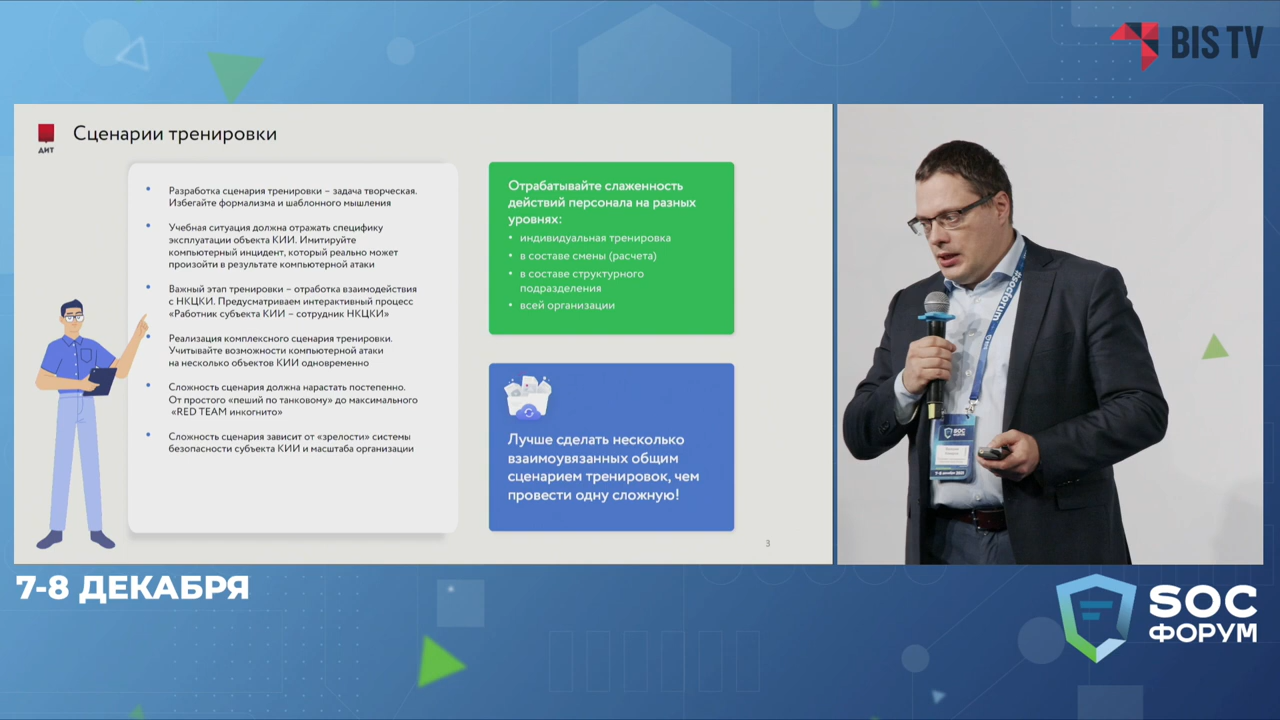 BIS TV
ДИТ
Сценарии тренировки
• Разработка сценария тренировки – задача творческая.
Избегайте формализма и шаблонного мышления
• Учебная ситуация должна отражать специфику
эксплуатации объекта КИИ. Имитируйте
компьютерный инцидент, который реально может
произойти в результате компьютерной атаки
• Важный этап тренировки – отработка взаимодействия
с НКЦКИ. Предусматриваем интерактивный процесс
«Работник субъекта КИИ – сотрудник НКЦКИ»
• Реализация комплексного сценария тренировки.
Учитывайте возможности компьютерной атаки
на несколько объектов КИИ одновременно
• Сложность сценария должна нарастать постепенно.
От простого «пеший по танковому» до максимального
«RED TEAM инкогнито»
• Сложность сценария зависит от «зрелости» системы
безопасности субъекта КИИ и масштаба организации
Отрабатывайте слаженность
действий персонала на разных
уровнях:
• индивидуальная тренировка
• в составе смены (расчета)
• в составе структурного
подразделения
• всей организации
Лучше сделать несколько
взаимоувязанных общим
сценарием тренировок, чем
провести одну сложную!
3
#socforum
SOC
ФОРУМ
7-8 ДЕКАБРЯ
SOC
ФОРУМ